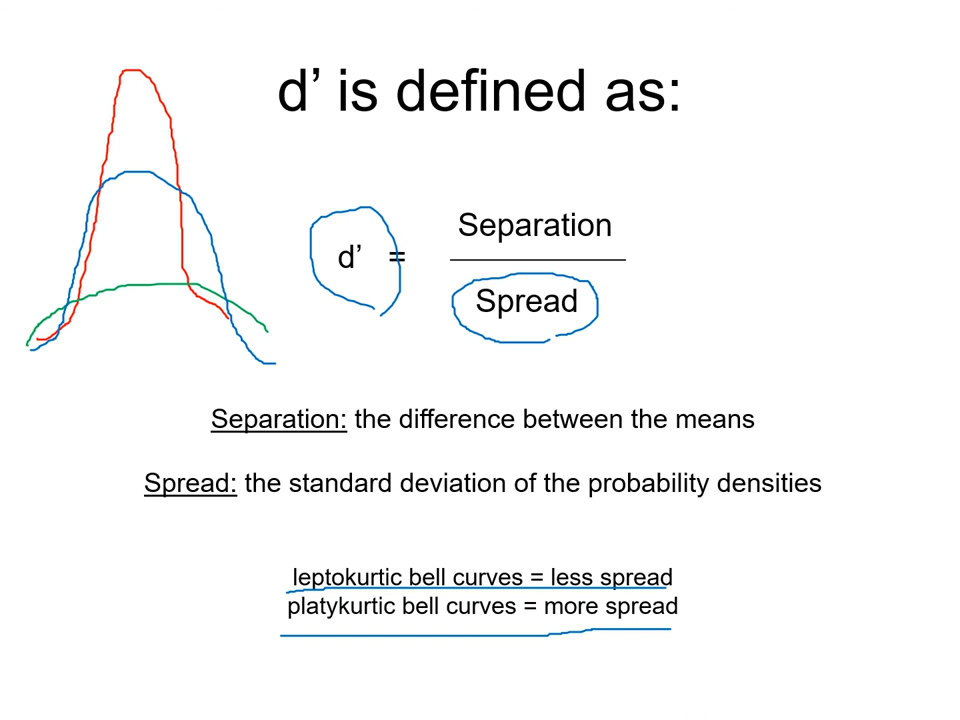 d’ is defined as:
Separation
d’ =
Spread
Separation: the difference between the means
Spread: the standard deviation of the probability densities
leptokurtic bell curves = less spread
platykurtic bell curves = more spread